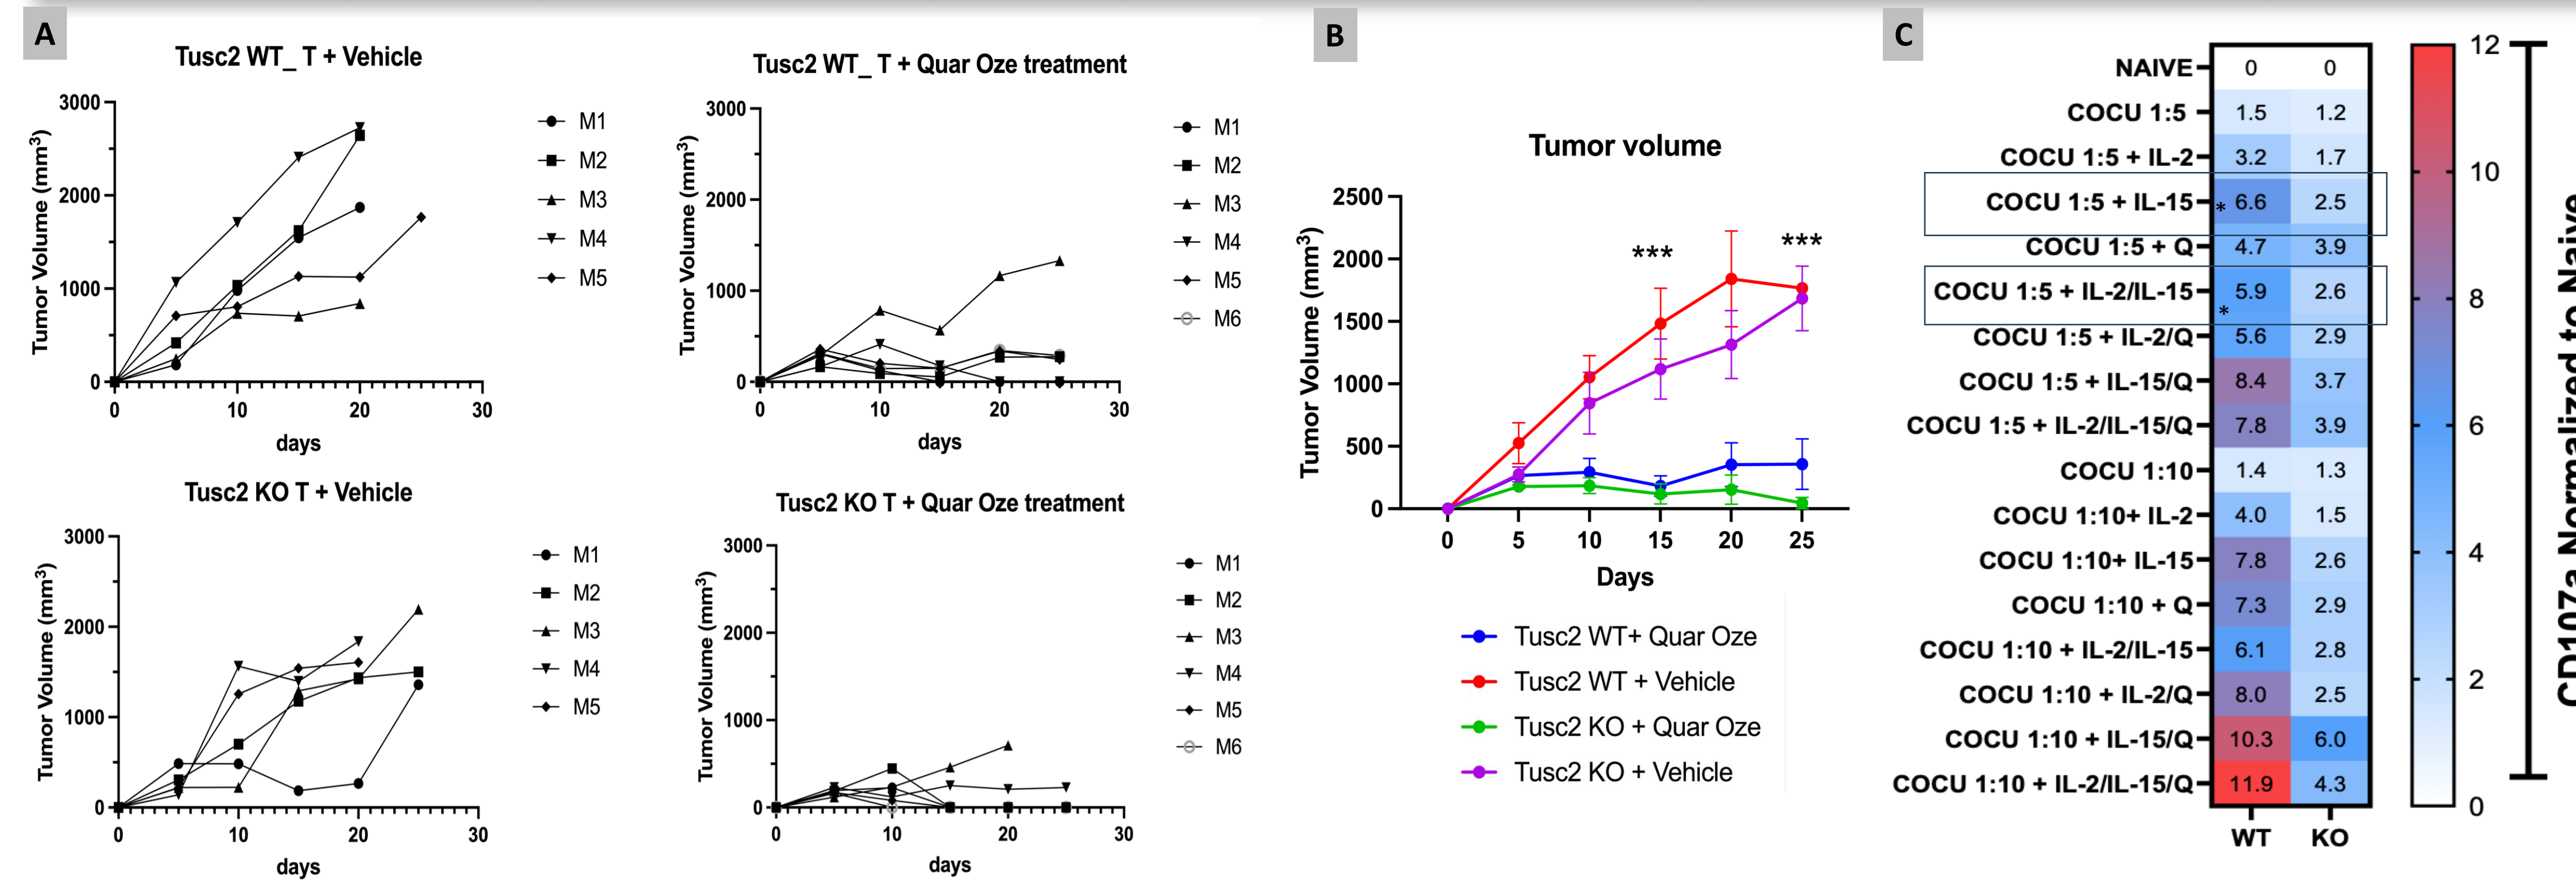 A
Tusc2 WT_ T + Vehicle
Tumor Volume (mm3)
3000
2000
1000
0
0 10 20 30
days
M1
M2
M3
M4
M5
Tusc2 WT_ T + Quar Oze treatment
Tumor Volume (mm3)
3000
2000
1000
0
0 10 20 30
days
M1
M2
M3
M4
M5
M6
Tusc2 KO T + Vehicle
Tumor Volume (mm3)
3000
2000
1000
0
0 10 20 30
days
M1
M2
M3
M4
M5
Tusc2 KO T + Quar Oze treatment
Tumor Volume (mm3)
3000
2000
1000
0
0 10 20 30
days
M1
M2
M3
M4
M5
M6
B
Tumor volume
Tumor Volume (mm3)
2500
2000
1500
1000
500
0
*** ***
0 5 10 15 20 25
Days
Tusc2 WT+ Quar Oze
Tusc2 WT + Vehicle
Tusc2 KO + Quar Oze
Tusc2 KO + Vehicle
C
NAIVE 0 0
COCU 1:5 1.5 1.2
COCU 1:5 + IL-2 3.2 1.7
COCU 1:5 + IL-15 * 6.6 2.5
COCU 1:5 + Q 4.7 3.9
COCU 1:5 + IL-2/IL-15 * 5.9 2.6
COCU 1:5 + IL-2/Q 5.6 2.9
COCU 1:5 + IL-15/Q 8.4 3.7
COCU 1:5 + IL-2/IL-15/Q 7.8 3.9
COCU 1:10 1.4 1.3
COCU 1:10+ IL-2 4.0 1.5
COCU 1:10+ IL-15 7.8 2.6
COCU 1:10 + Q 7.3 2.9
COCU 1:10 + IL-2/IL-15 6.1 2.8
COCU 1:10 + IL-2/Q 8.0 2.5
COCU 1:10 + IL-15/Q 10.3 6.0
COCU 1:10 + IL-2/IL-15/Q 11.9 4.3
WT KO
12
10
8
6
4
2
0
CD107a Normalized to Naive